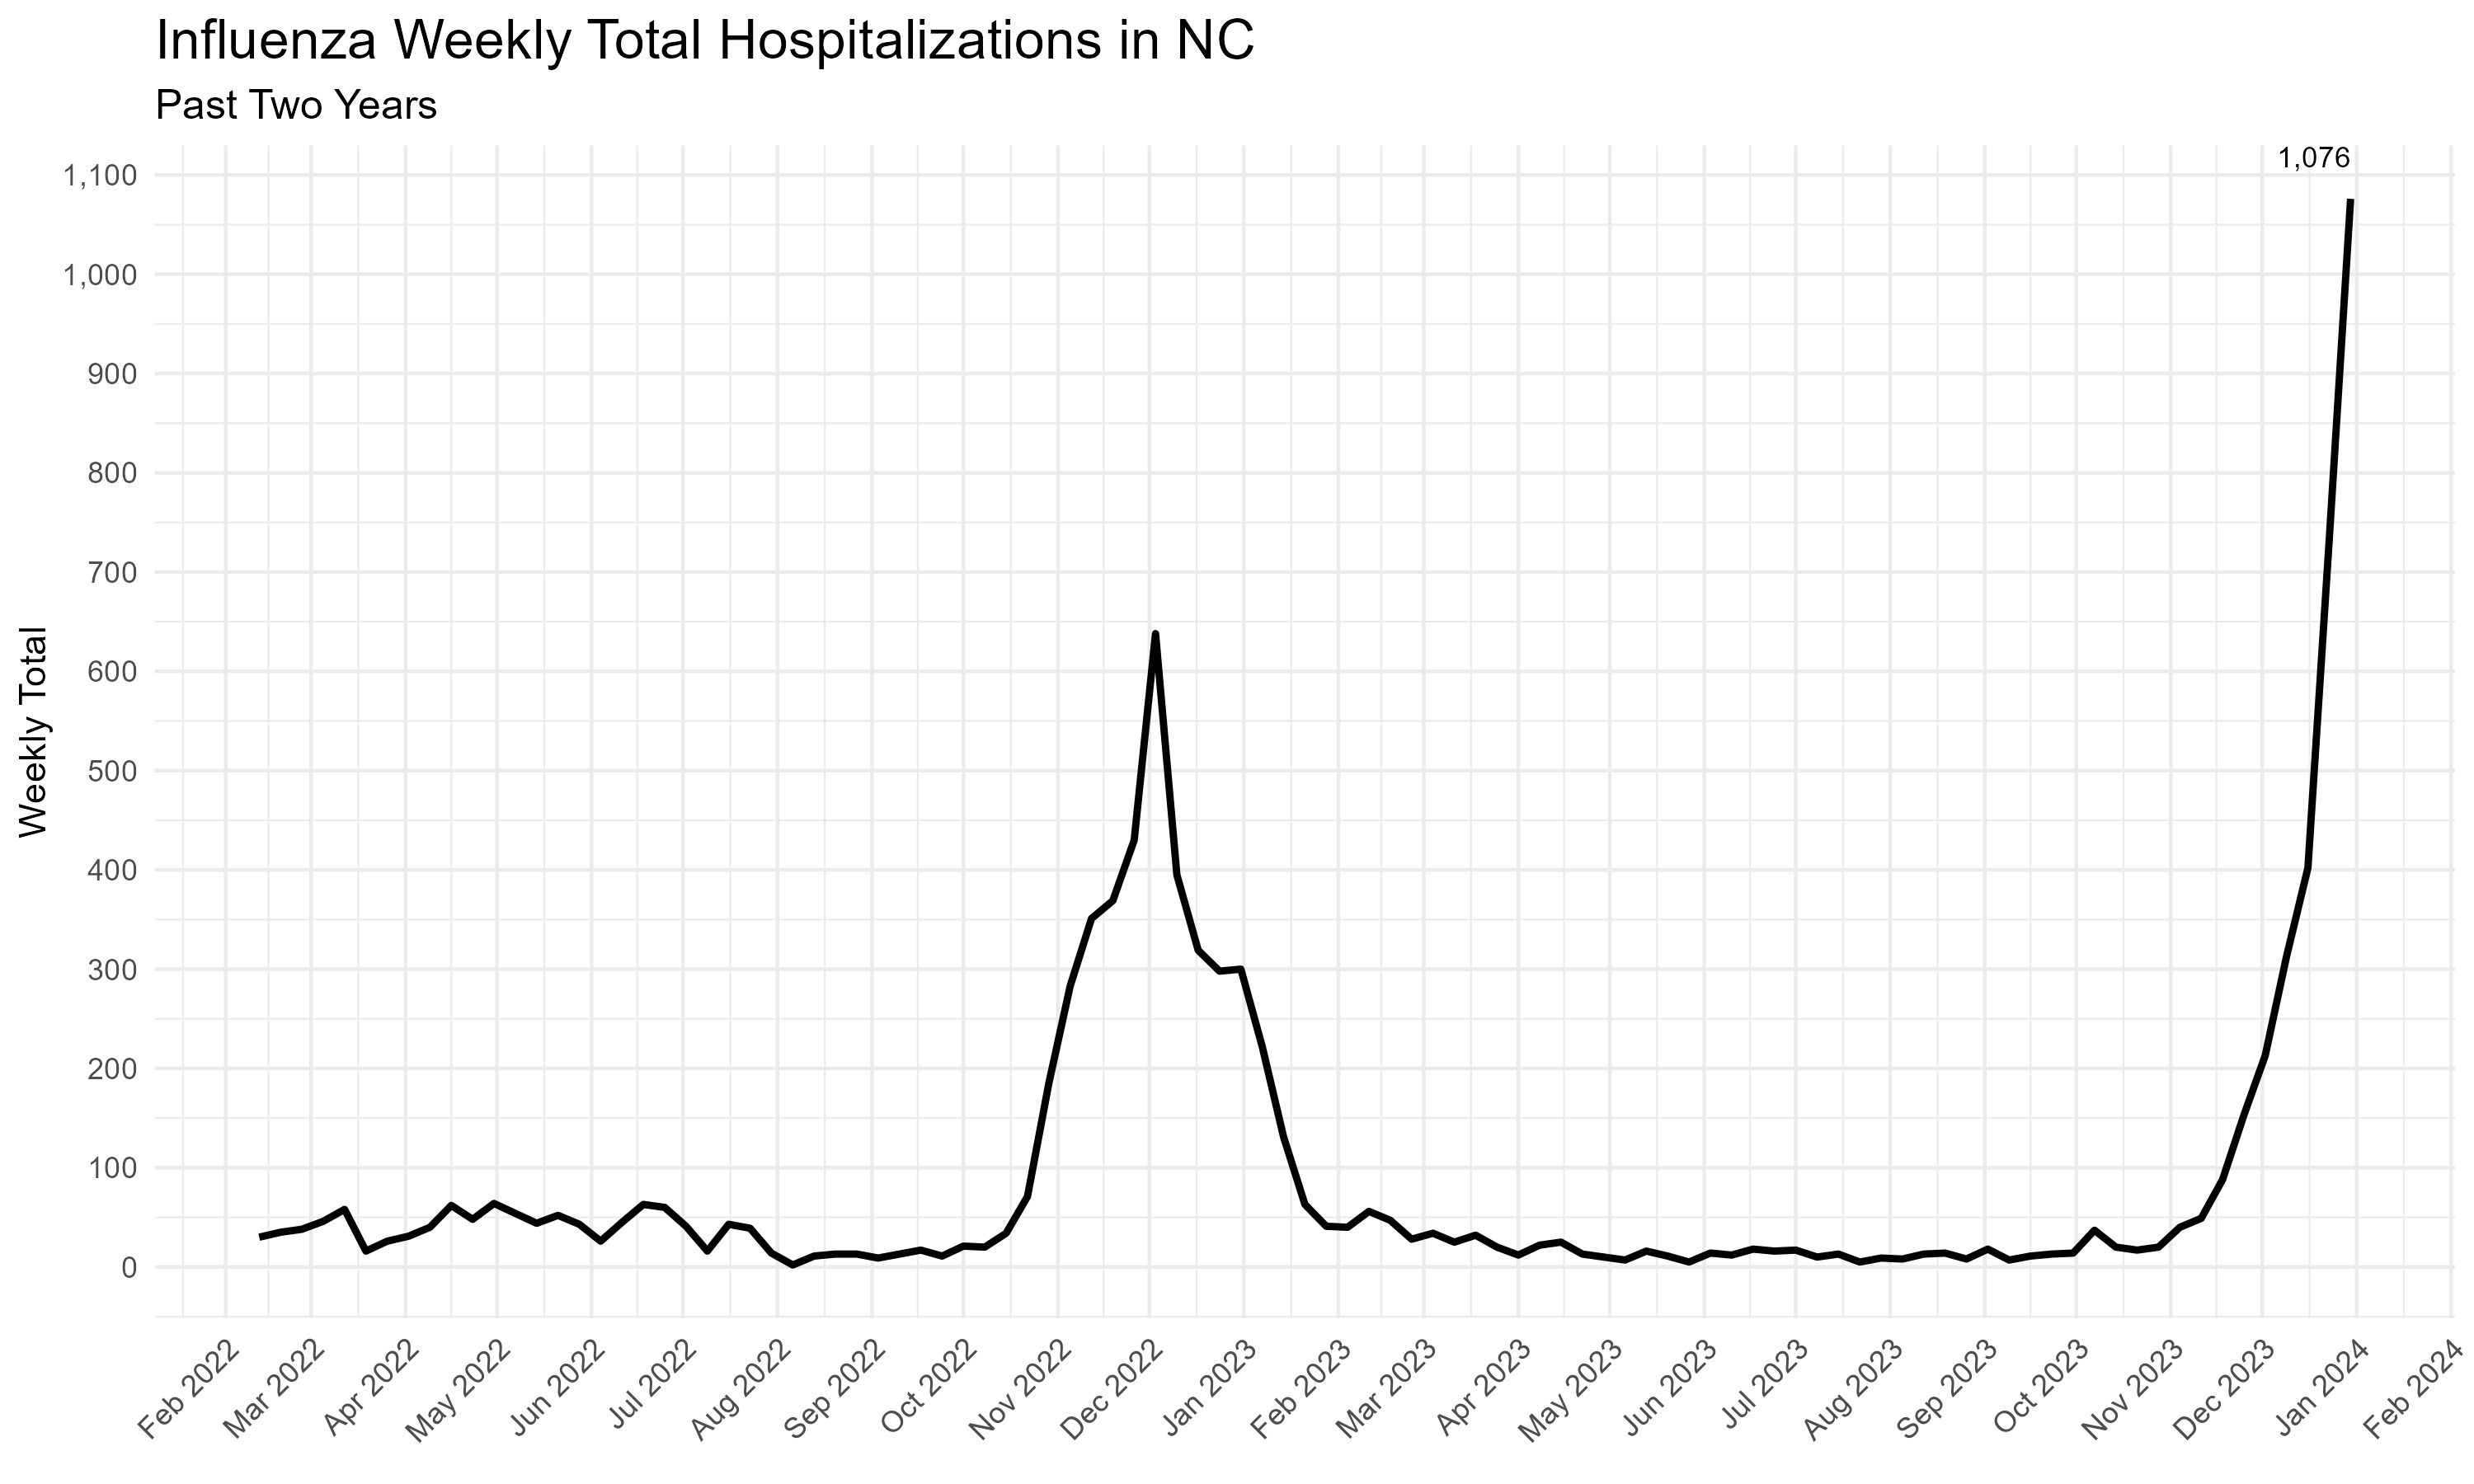 Influenza Weekly Total Hospitalizations in NC
Past Two Years
1,076
1,100
1,000
900
800
700
600
500
400
300
200
100
0
Weekly Total
Feb 2022
Mar 2022
Apr 2022
May 2022
Jun 2022
Jul 2022
Aug 2022
Sep 2022
Oct 2022
Nov 2022
Dec 2022
Jan 2023
Feb 2023
Mar 2023
Apr 2023
May 2023
Jun 2023
Jul 2023
Aug 2023
Sep 2023
Oct 2023
Nov 2023
Dec 2023
Jan 2024
Feb 2024